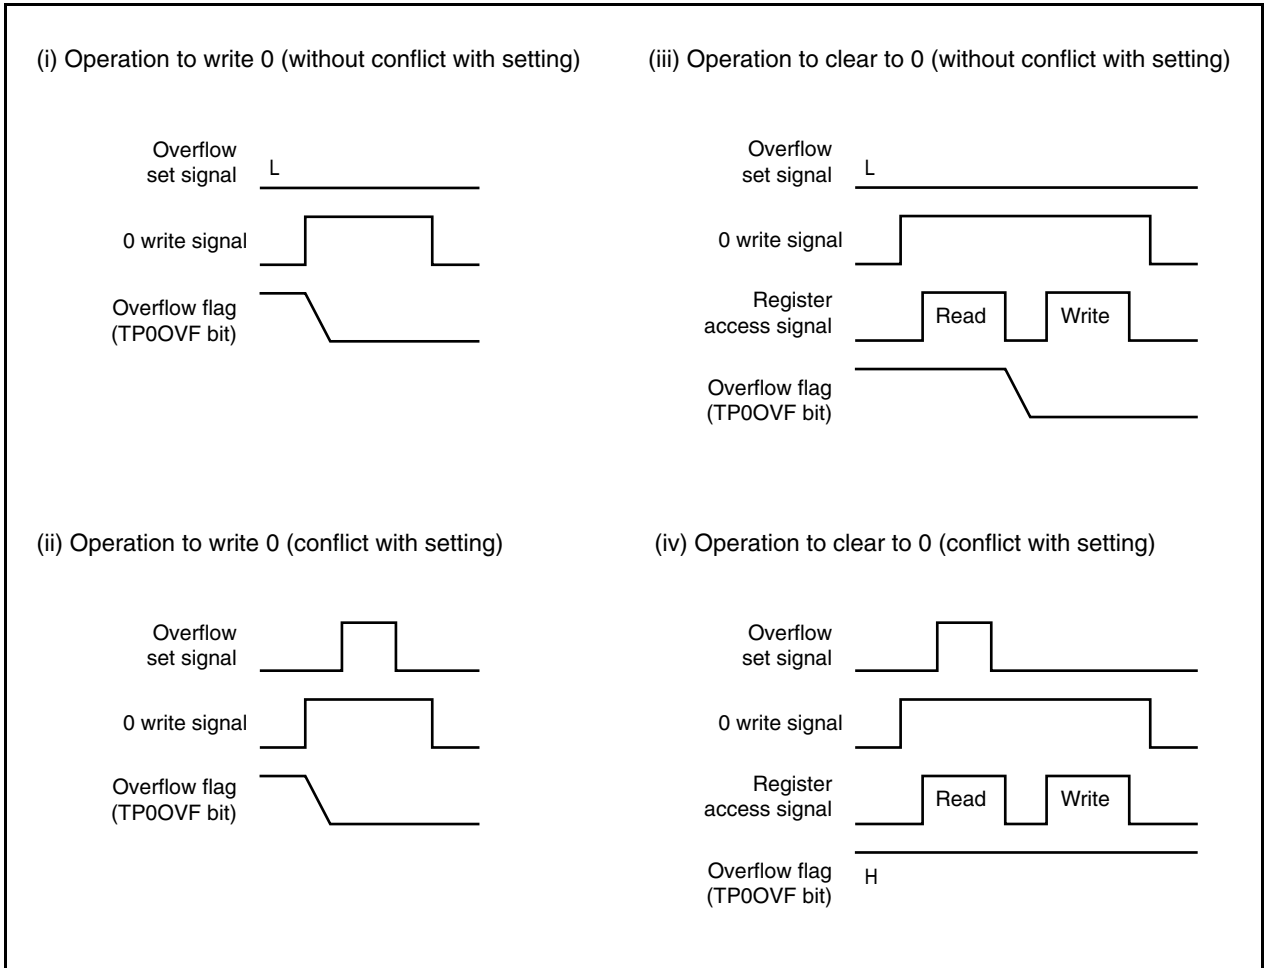 (i) Operation to write 0 (without conflict with setting)
Overflow
set signal
L
0 write signal
Overflow flag
(TP0OVF bit)
(iii) Operation to clear to 0 (without conflict with setting)
Overflow
set signal
L
0 write signal
Register
access signal
Read
Write
Overflow flag
(TP0OVF bit)
(ii) Operation to write 0 (conflict with setting)
Overflow
set signal
0 write signal
Overflow flag
(TP0OVF bit)
(iv) Operation to clear to 0 (conflict with setting)
Overflow
set signal
0 write signal
Register
access signal
Read
Write
Overflow flag
(TP0OVF bit)
H